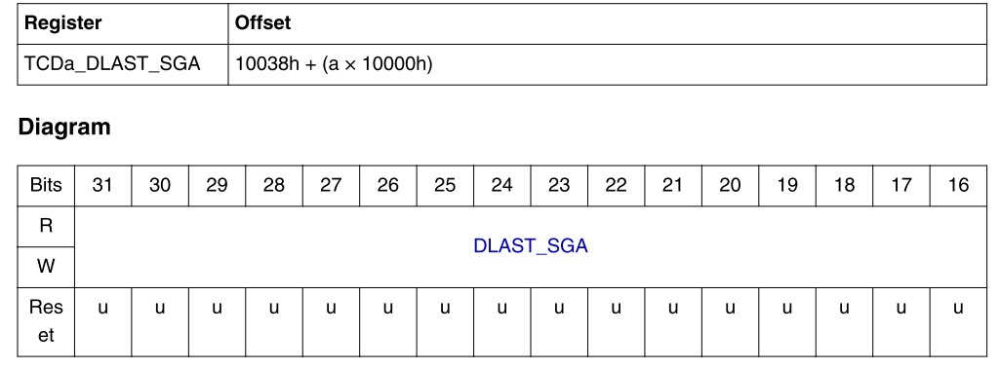 Register Offset
TCDa_DLAST_SGA 10038h + (a × 10000h)
Diagram
Bits 31 30 29 28 27 26 25 24 23 22 21 20 19 18 17 16
R
DLAST_SGA
W
Res
et u u u u u u u u u u u u u u u u